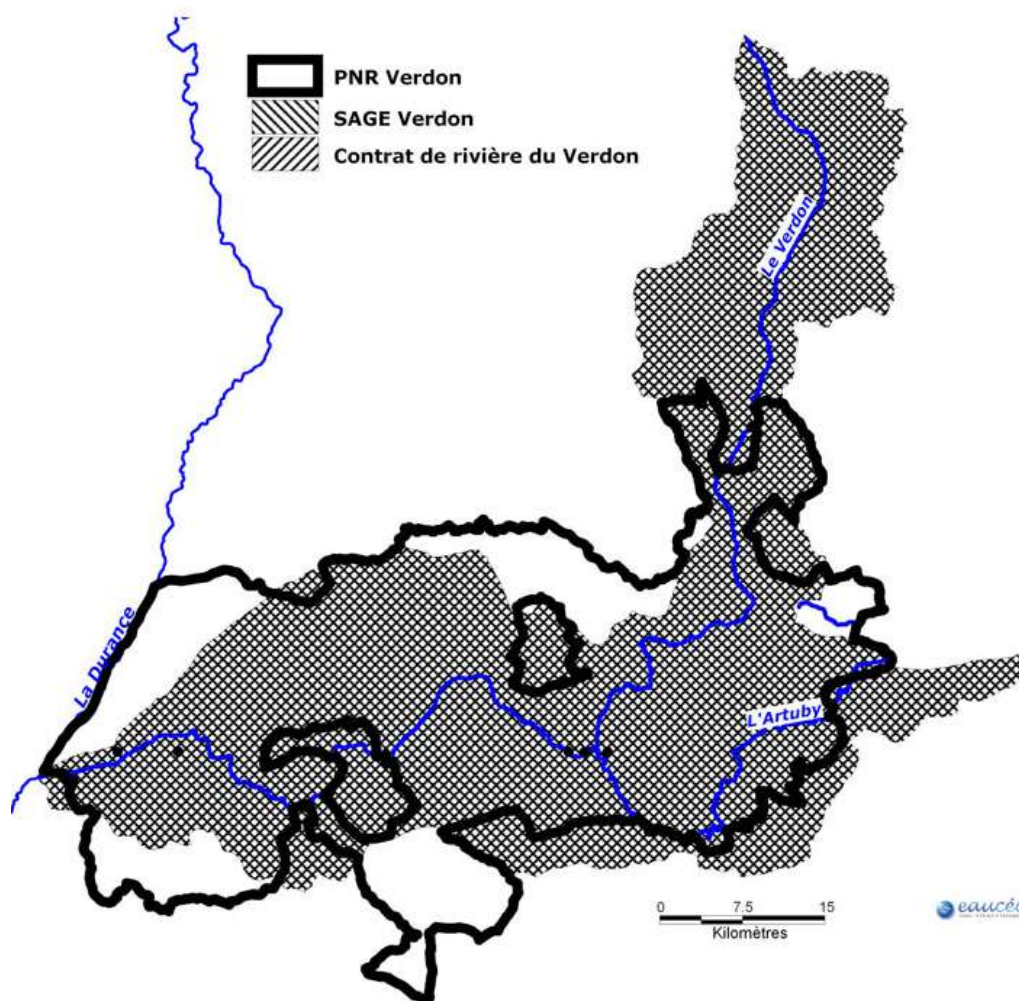 PNR Verdon
SAGE Verdon
Contrat de rivière du Verdon
Le Verdon
La Durance
L'Artuby
0 7.5 15
Kilomètres